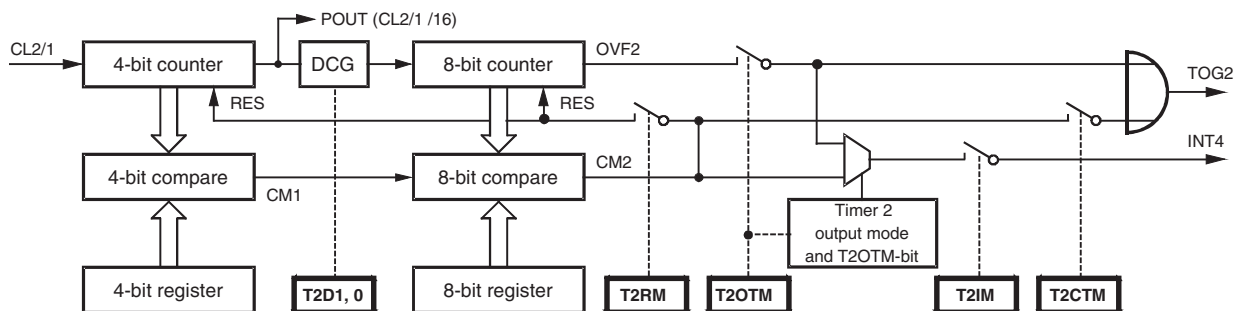 POUT (CL2/1 /16)
CL2/1
4-bit counter
DCG
8-bit counter
OVF2
TOG2
RES
RES
INT4
4-bit compare
CM1
8-bit compare
CM2
Timer 2
output mode
and T2OTM-bit
4-bit register
T2D1, 0
8-bit register
T2RM
T2OTM
T2IM
T2CTM